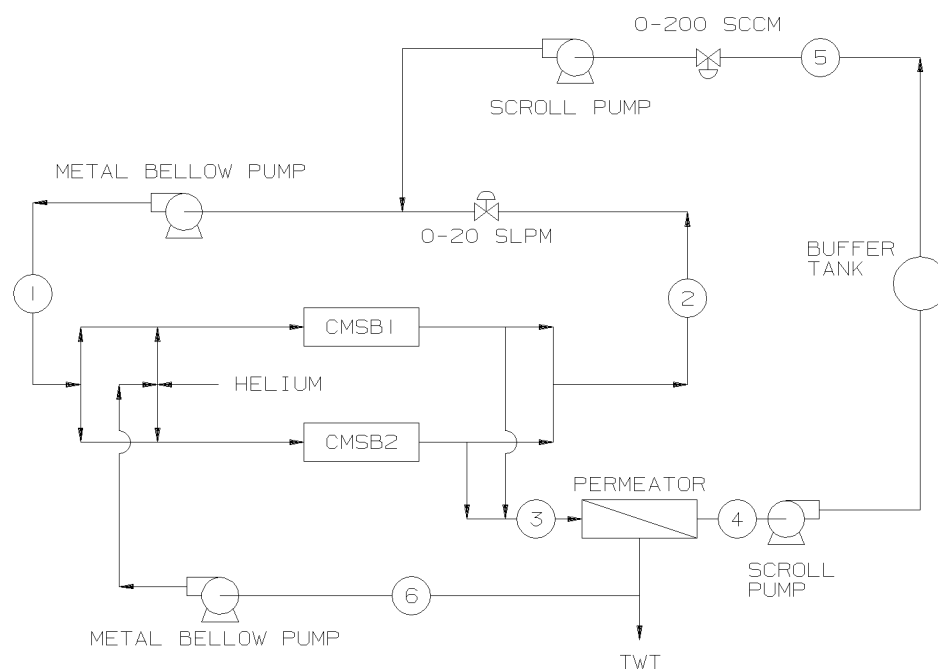 0-200 SCCM
5
SCROLL PUMP
METAL BELLOW PUMP
0-20 SLPM
BUFFER
TANK
1
2
CMSB1
HELIUM
CMSB2
PERMEATOR
3
4
SCROLL
PUMP
6
METAL BELLOW PUMP
TWT